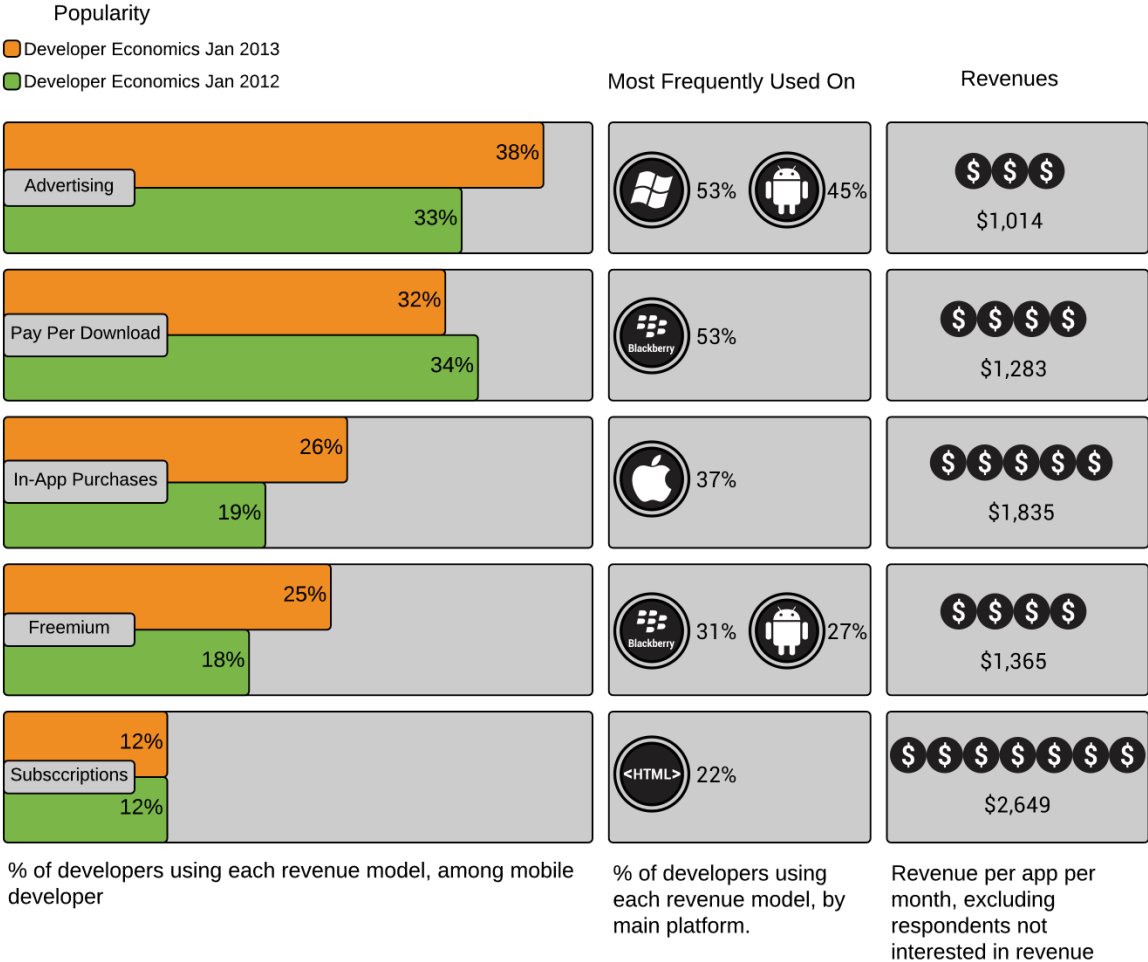 Popularity
Developer Economics Jan 2013
Developer Economics Jan 2012
Most Frequently Used On
Revenues
38%
Advertising
33%
53%
45%
$ $ $
$1,014
32%
Pay Per Download
34%
Blackberry
53%
$ $ $ $
$1,283
26%
In-App Purchases
19%
37%
$ $ $ $ $
$1,835
25%
Freemium
18%
Blackberry
31%
27%
$ $ $ $
$1,365
12%
Subsccriptions
12%
<HTML>
22%
$ $ $ $ $ $ $
$2,649
% of developers using each revenue model, among mobile
developer
% of developers using
each revenue model, by
main platform.
Revenue per app per
month, excluding
respondents not
interested in revenue